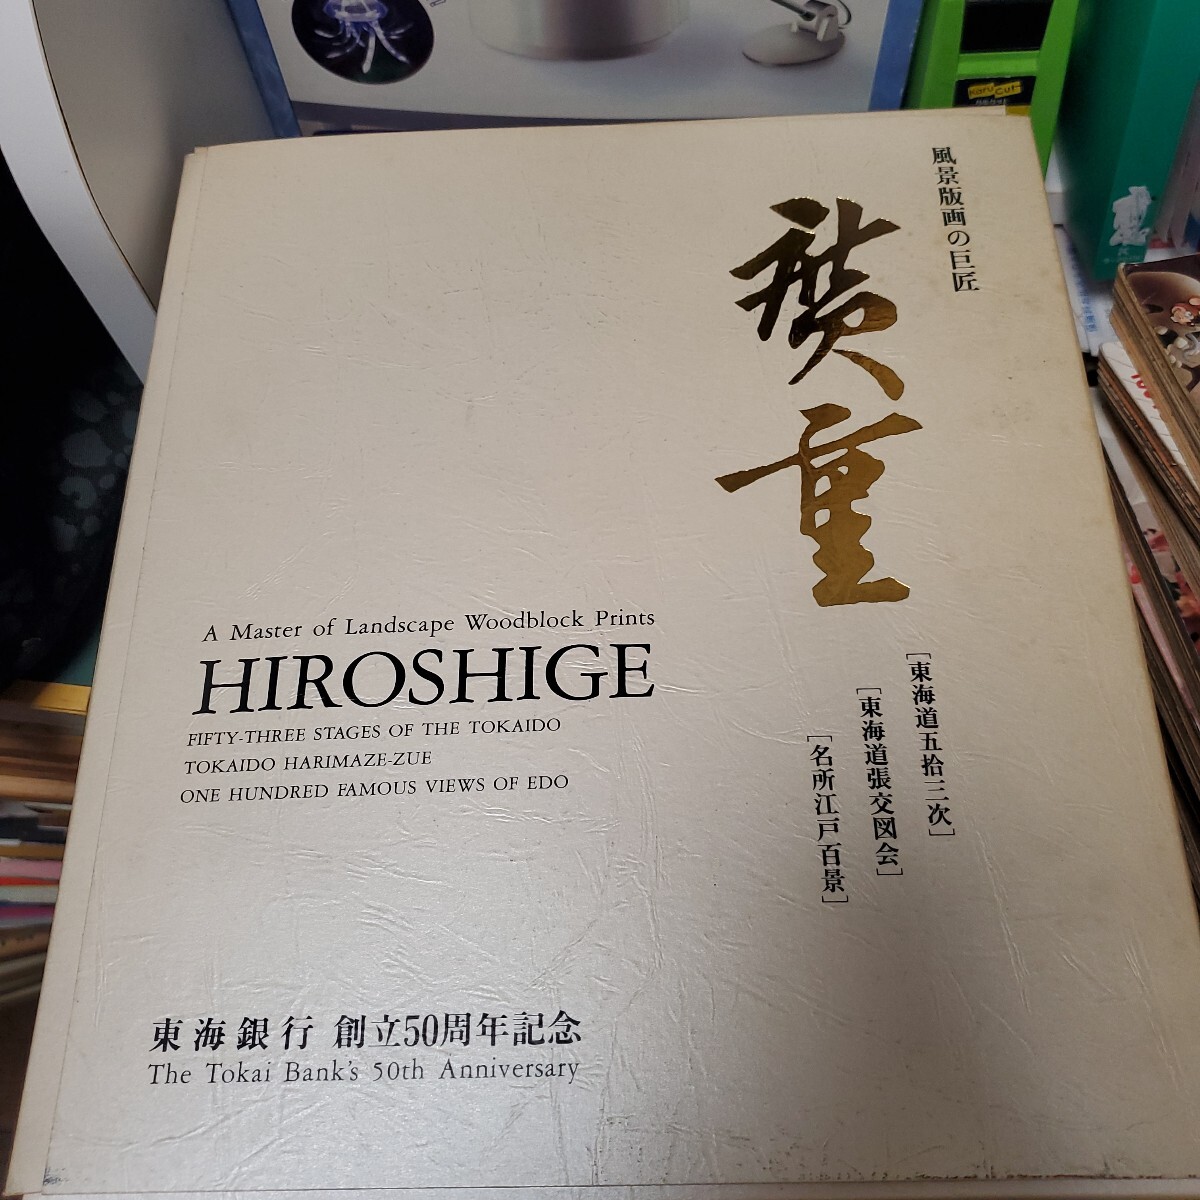 風景版画の巨匠
廣重
[東海道五拾三次]
[東海道張交図会]
[名所江戸百景]
A Master of Landscape Woodblock Prints
HIROSHIGE
FIFTY-THREE STAGES OF THE TOKAIDO
TOKAIDO HARIMAZE-ZUE
ONE HUNDRED FAMOUS VIEWS OF EDO
東海銀行 創立50周年記念
The Tokai Bank's 50th Anniversary